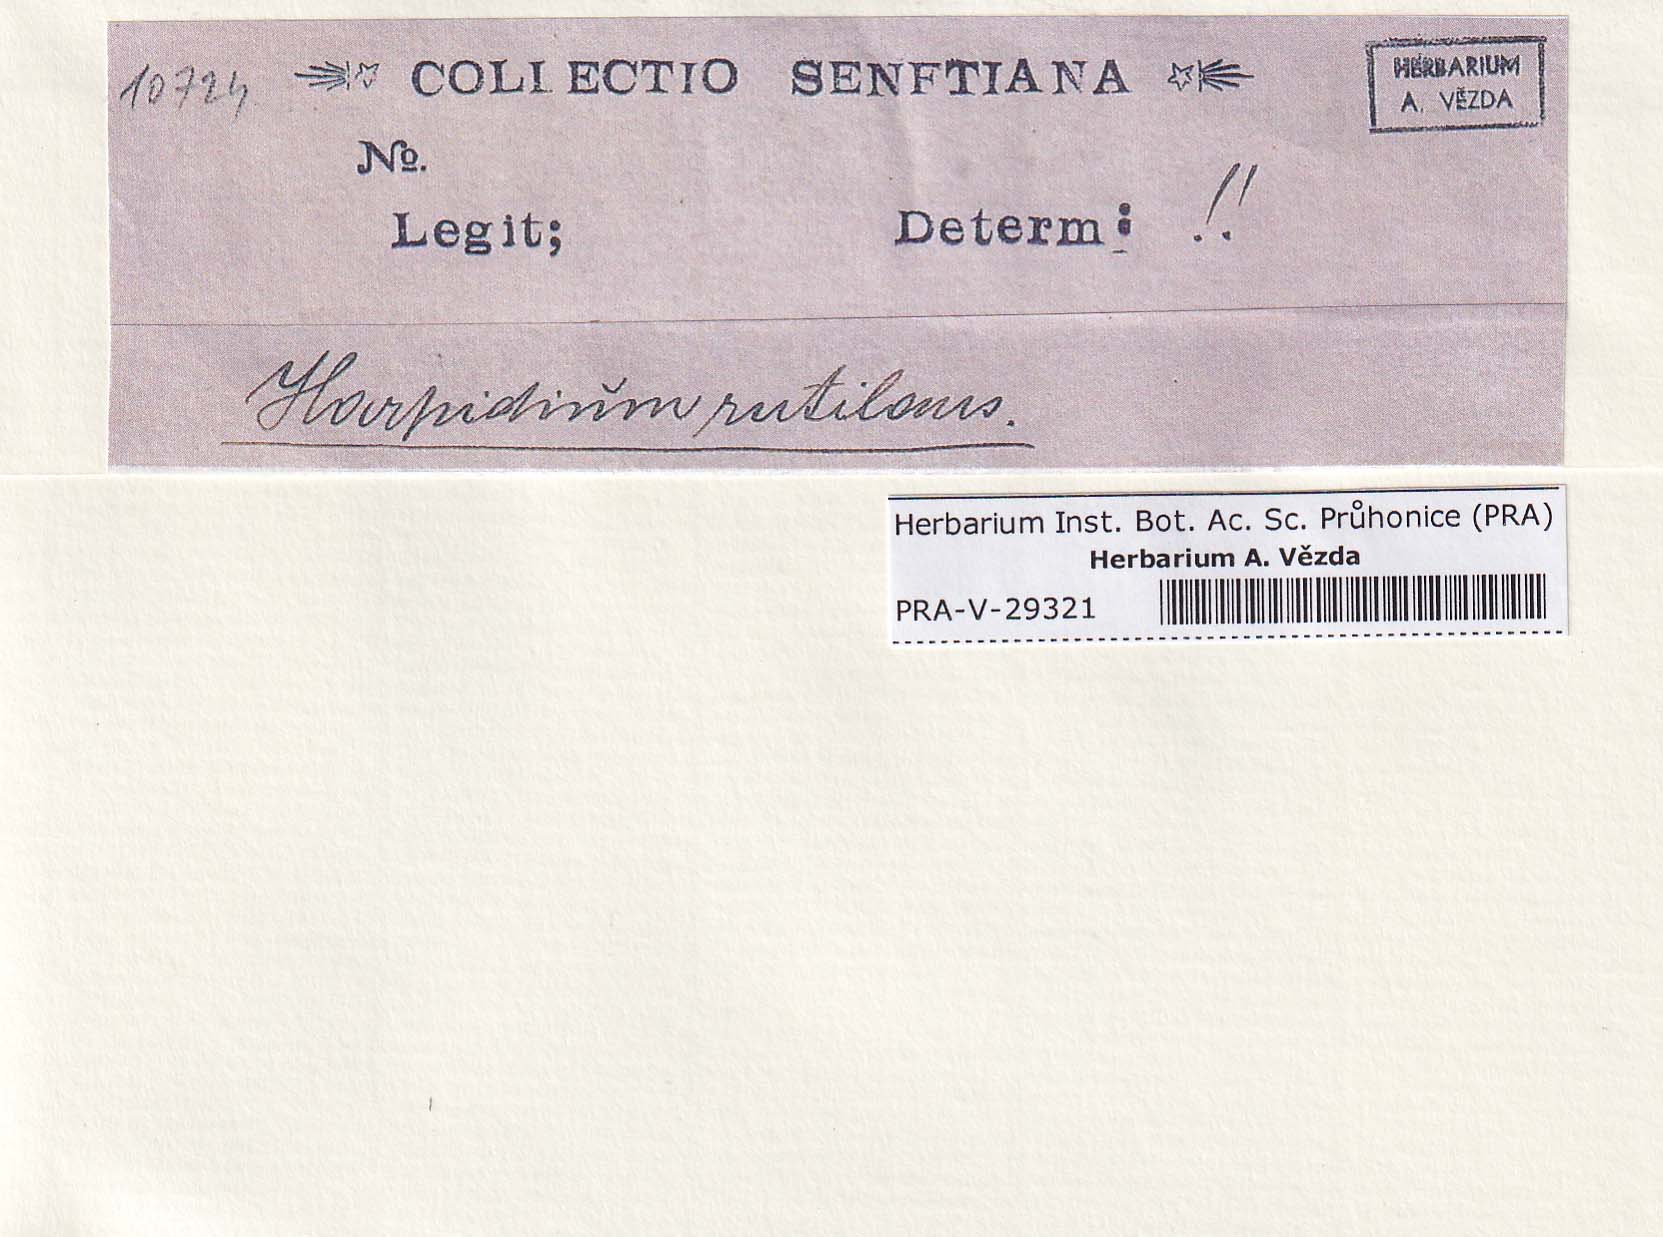 10724 COLLECTIO SENFTIANA
HERBARIUM
A. VĚZDA
No.
Legit; Determ: !!
Harpidiŭm rutilans.
Herbarium Inst. Bot. Ac. Sc. Průhonice (PRA)
Herbarium A. Vězda
PRA-V-29321